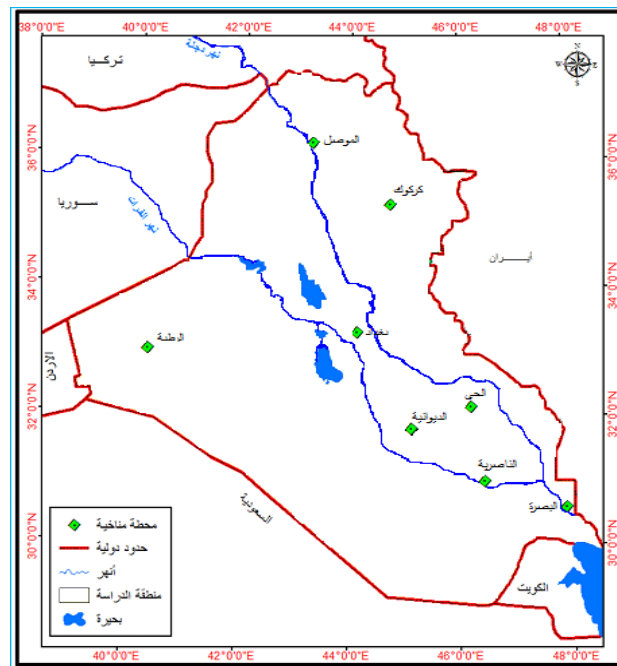 38°0'0"E 40°0'0"E 42°0'0"E 44°0'0"E 46°0'0"E 48°0'0"E
N
W E
S
تركـــيا
نهر دجلة
الموصل
36°0'0"N 36°0'0"N
كركوك
ســـــوريا
نهر الفرات
أيـــــران
34°0'0"N 34°0'0"N
بغداد
الرطبة
الاردن
الحي
32°0'0"N 32°0'0"N
الديوانية
الناصرية
البصرة
السعودية
30°0'0"N 30°0'0"N
الكويت
محطة مناخية
حدود دولية
أنهر
منطقة الدراسة
بحيرة
40°0'0"E 42°0'0"E 44°0'0"E 46°0'0"E 48°0'0"E